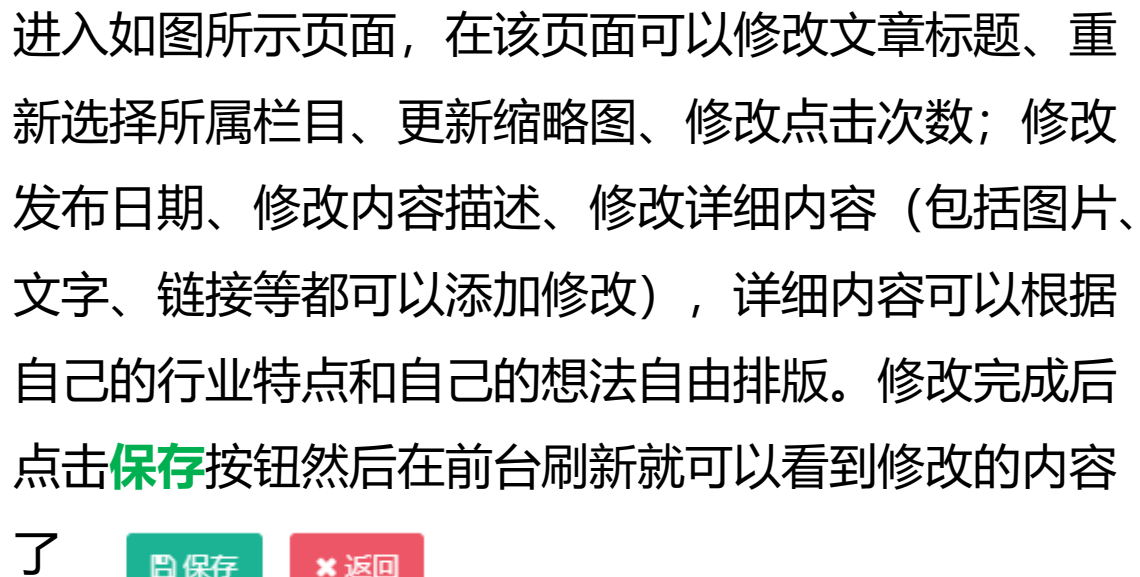 进入如图所示页面，在该页面可以修改文章标题、重
新选择所属栏目、更新缩略图、修改点击次数；修改
发布日期、修改内容描述、修改详细内容（包括图片、
文字、链接等都可以添加修改），详细内容可以根据
自己的行业特点和自己的想法自由排版。修改完成后
点击保存按钮然后在前台刷新就可以看到修改的内容
了 保存 返回